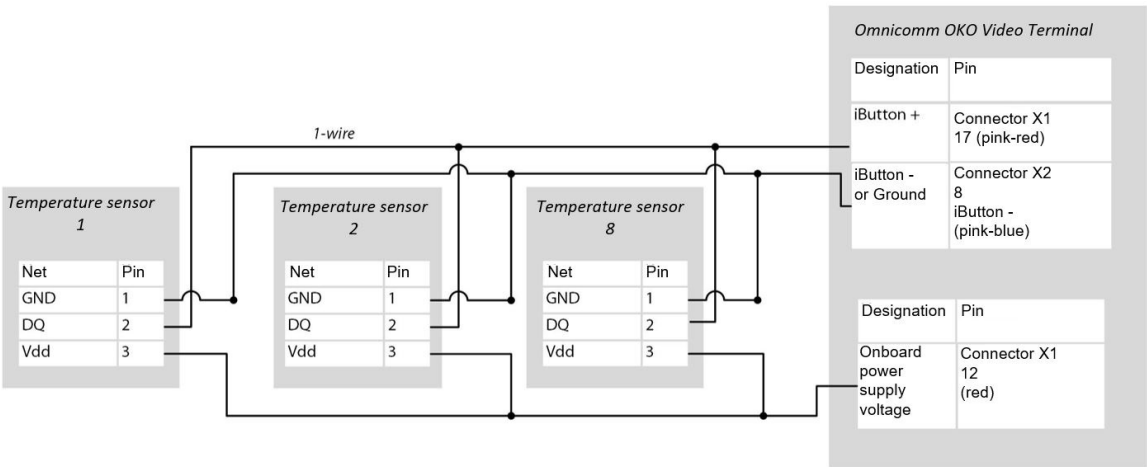 Omnicomm OKO Video Terminal
Designation Pin
iButton + Connector X1
17 (pink-red)
iButton - Connector X2
or Ground 8
iButton -
(pink-blue)
1-wire
Temperature sensor
1
Net Pin
GND 1
DQ 2
Vdd 3
Temperature sensor
2
Net Pin
GND 1
DQ 2
Vdd 3
Temperature sensor
8
Net Pin
GND 1
DQ 2
Vdd 3
Designation Pin
Onboard Connector X1
power 12
supply (red)
voltage